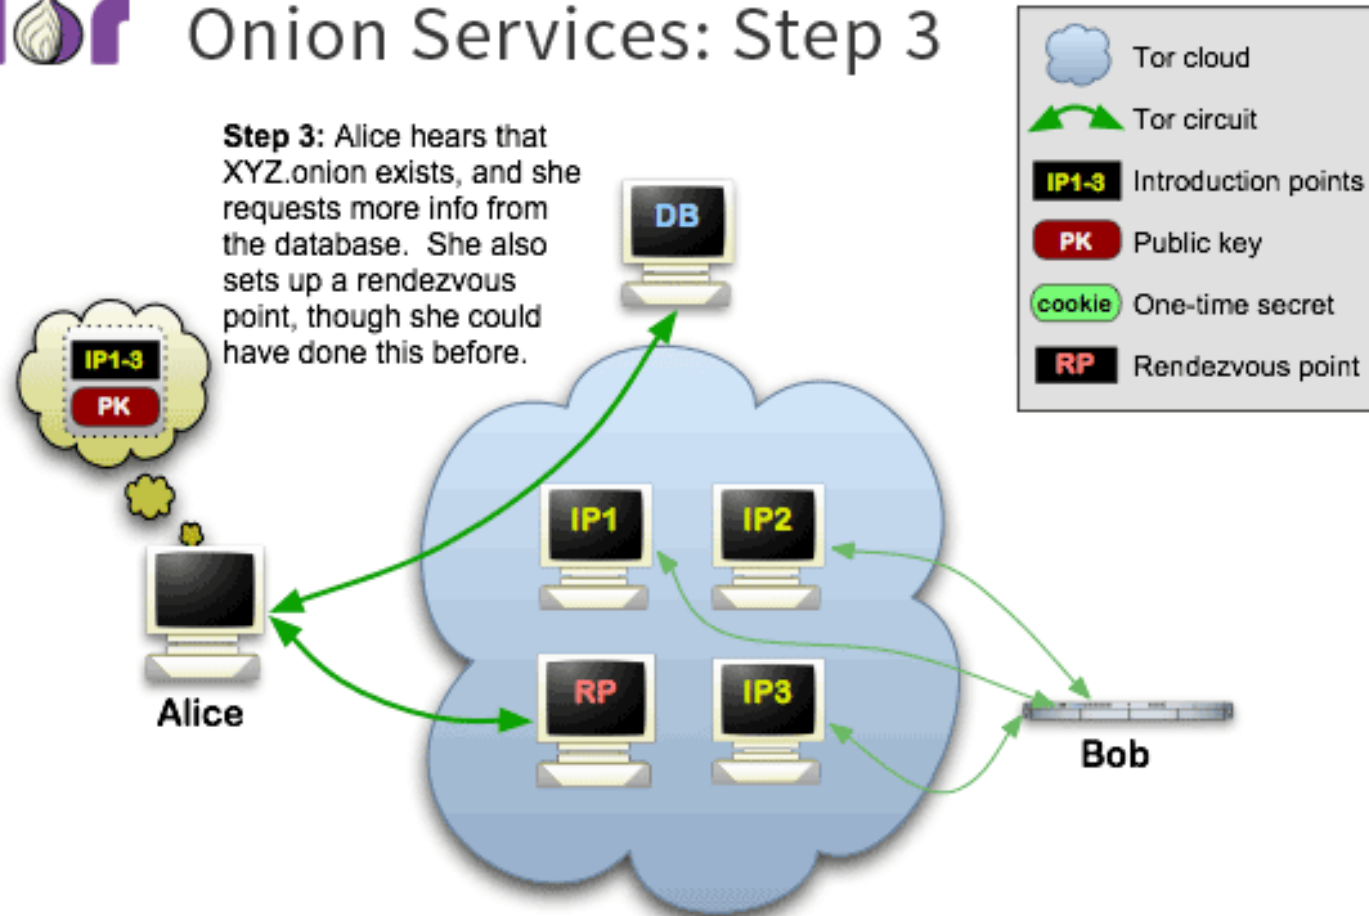 Onion Services: Step 3
Step 3: Alice hears that
XYZ.onion exists, and she
requests more info from
the database.  She also
sets up a rendezvous
point, though she could
have done this before.
Tor cloud
Tor circuit
IP1-3 Introduction points
PK Public key
cookie One-time secret
RP Rendezvous point
DB
IP1-3
PK
IP1
IP2
RP
IP3
Alice
Bob